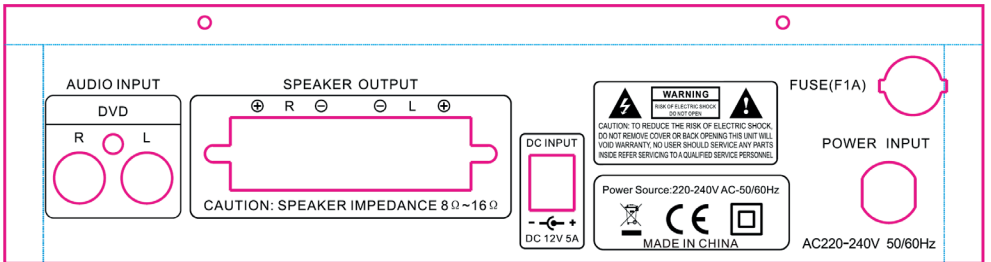 AUDIO INPUT
DVD
R L
SPEAKER OUTPUT
⊕ R ⊖ ⊖ L ⊕
CAUTION: SPEAKER IMPEDANCE 8Ω~16Ω
DC INPUT
- +
DC 12V 5A
WARNING
RISK OF ELECTRIC SHOCK
DO NOT OPEN
CAUTION: TO REDUCE THE RISK OF ELECTRIC SHOCK,
DO NOT REMOVE COVER OR BACK OPENING THIS UNIT WILL
VOID WARRANTY, NO USER SHOULD SERVICE ANY PARTS
INSIDE REFER SERVICING TO A QUALIFIED SERVICE PERSONNEL
Power Source:220-240V AC-50/60Hz
CE
MADE IN CHINA
FUSE(F1A)
POWER INPUT
AC220-240V 50/60Hz